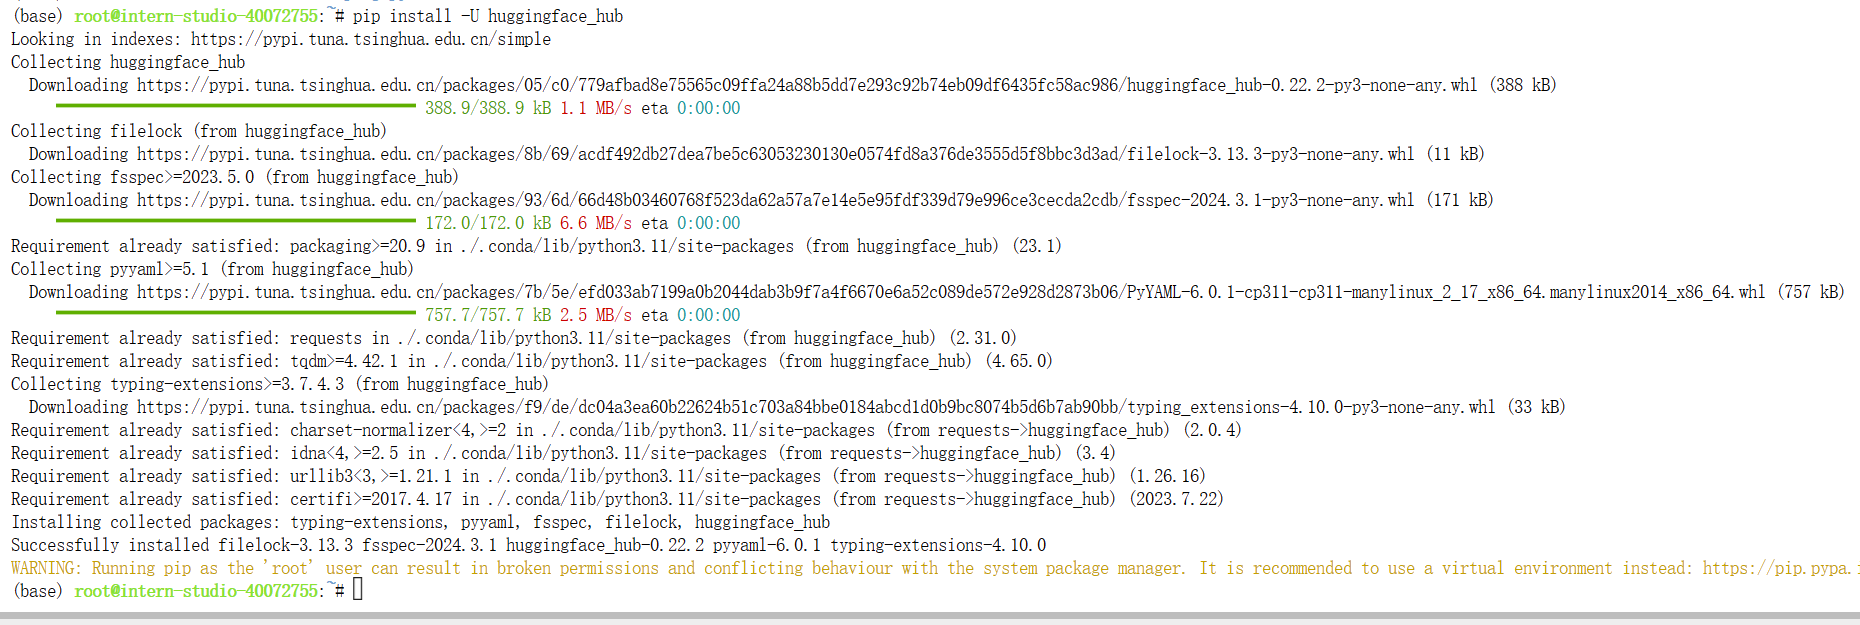 (base) root@intern-studio-40072755:~# pip install -U huggingface_hub
Looking in indexes: https://pypi.tuna.tsinghua.edu.cn/simple
Collecting huggingface_hub
  Downloading https://pypi.tuna.tsinghua.edu.cn/packages/05/c0/779afbad8e75565c09ffa24a88b5dd7e293c92b74eb09df6435fc58ac986/huggingface_hub-0.22.2-py3-none-any.whl (388 kB)
388.9/388.9 kB 1.1 MB/s eta 0:00:00
Collecting filelock (from huggingface_hub)
  Downloading https://pypi.tuna.tsinghua.edu.cn/packages/8b/69/acdf492db27dea7be5c63053230130e0574fd8a376de3555d5f8bbc3d3ad/filelock-3.13.3-py3-none-any.whl (11 kB)
Collecting fsspec>=2023.5.0 (from huggingface_hub)
  Downloading https://pypi.tuna.tsinghua.edu.cn/packages/93/6d/66d48b03460768f523da62a57a7e14e5e95fdf339d79e996ce3cecda2cdb/fsspec-2024.3.1-py3-none-any.whl (171 kB)
172.0/172.0 kB 6.6 MB/s eta 0:00:00
Requirement already satisfied: packaging>=20.9 in ./.conda/lib/python3.11/site-packages (from huggingface_hub) (23.1)
Collecting pyyaml>=5.1 (from huggingface_hub)
  Downloading https://pypi.tuna.tsinghua.edu.cn/packages/7b/5e/efd033ab7199a0b2044dab3b9f7a4f6670e6a52c089de572e928d2873b06/PyYAML-6.0.1-cp311-cp311-manylinux_2_17_x86_64.manylinux2014_x86_64.whl (757 kB)
757.7/757.7 kB 2.5 MB/s eta 0:00:00
Requirement already satisfied: requests in ./.conda/lib/python3.11/site-packages (from huggingface_hub) (2.31.0)
Requirement already satisfied: tqdm>=4.42.1 in ./.conda/lib/python3.11/site-packages (from huggingface_hub) (4.65.0)
Collecting typing-extensions>=3.7.4.3 (from huggingface_hub)
  Downloading https://pypi.tuna.tsinghua.edu.cn/packages/f9/de/dc04a3ea60b22624b51c703a84bbe0184abcd1d0b9bc8074b5d6b7ab90bb/typing_extensions-4.10.0-py3-none-any.whl (33 kB)
Requirement already satisfied: charset-normalizer<4,>=2 in ./.conda/lib/python3.11/site-packages (from requests->huggingface_hub) (2.0.4)
Requirement already satisfied: idna<4,>=2.5 in ./.conda/lib/python3.11/site-packages (from requests->huggingface_hub) (3.4)
Requirement already satisfied: urllib3<3,>=1.21.1 in ./.conda/lib/python3.11/site-packages (from requests->huggingface_hub) (1.26.16)
Requirement already satisfied: certifi>=2017.4.17 in ./.conda/lib/python3.11/site-packages (from requests->huggingface_hub) (2023.7.22)
Installing collected packages: typing-extensions, pyyaml, fsspec, filelock, huggingface_hub
Successfully installed filelock-3.13.3 fsspec-2024.3.1 huggingface_hub-0.22.2 pyyaml-6.0.1 typing-extensions-4.10.0
WARNING: Running pip as the 'root' user can result in broken permissions and conflicting behaviour with the system package manager. It is recommended to use a virtual environment instead: https://pip.pypa.
(base) root@intern-studio-40072755:~#